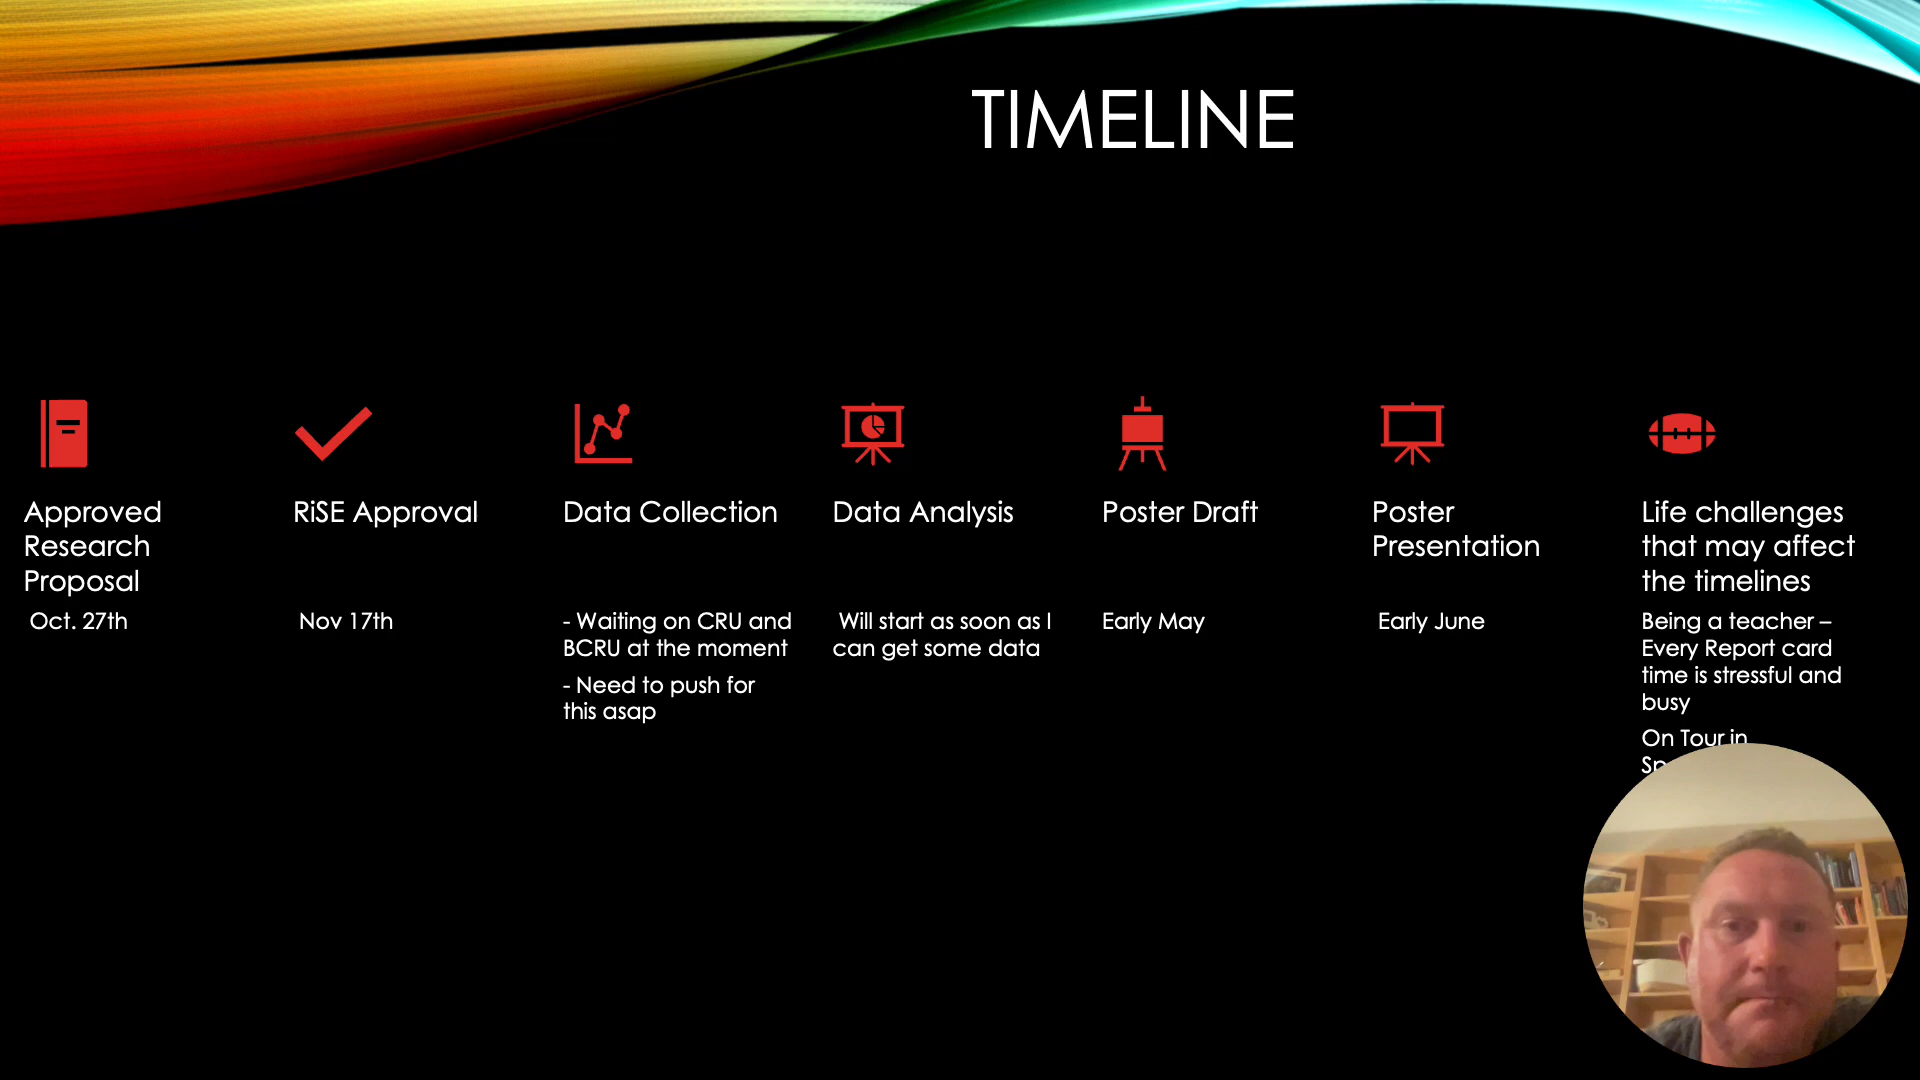 TIMELINE
Approved
Research
Proposal
Oct. 27th
RiSE Approval
Nov 17th
Data Collection
- Waiting on CRU and
BCRU at the moment
- Need to push for
this asap
Data Analysis
Will start as soon as I
can get some data
Poster Draft
Early May
Poster
Presentation
Early June
Life challenges
that may affect
the timelines
Being a teacher –
Every Report card
time is stressful and
busy
On Tour in